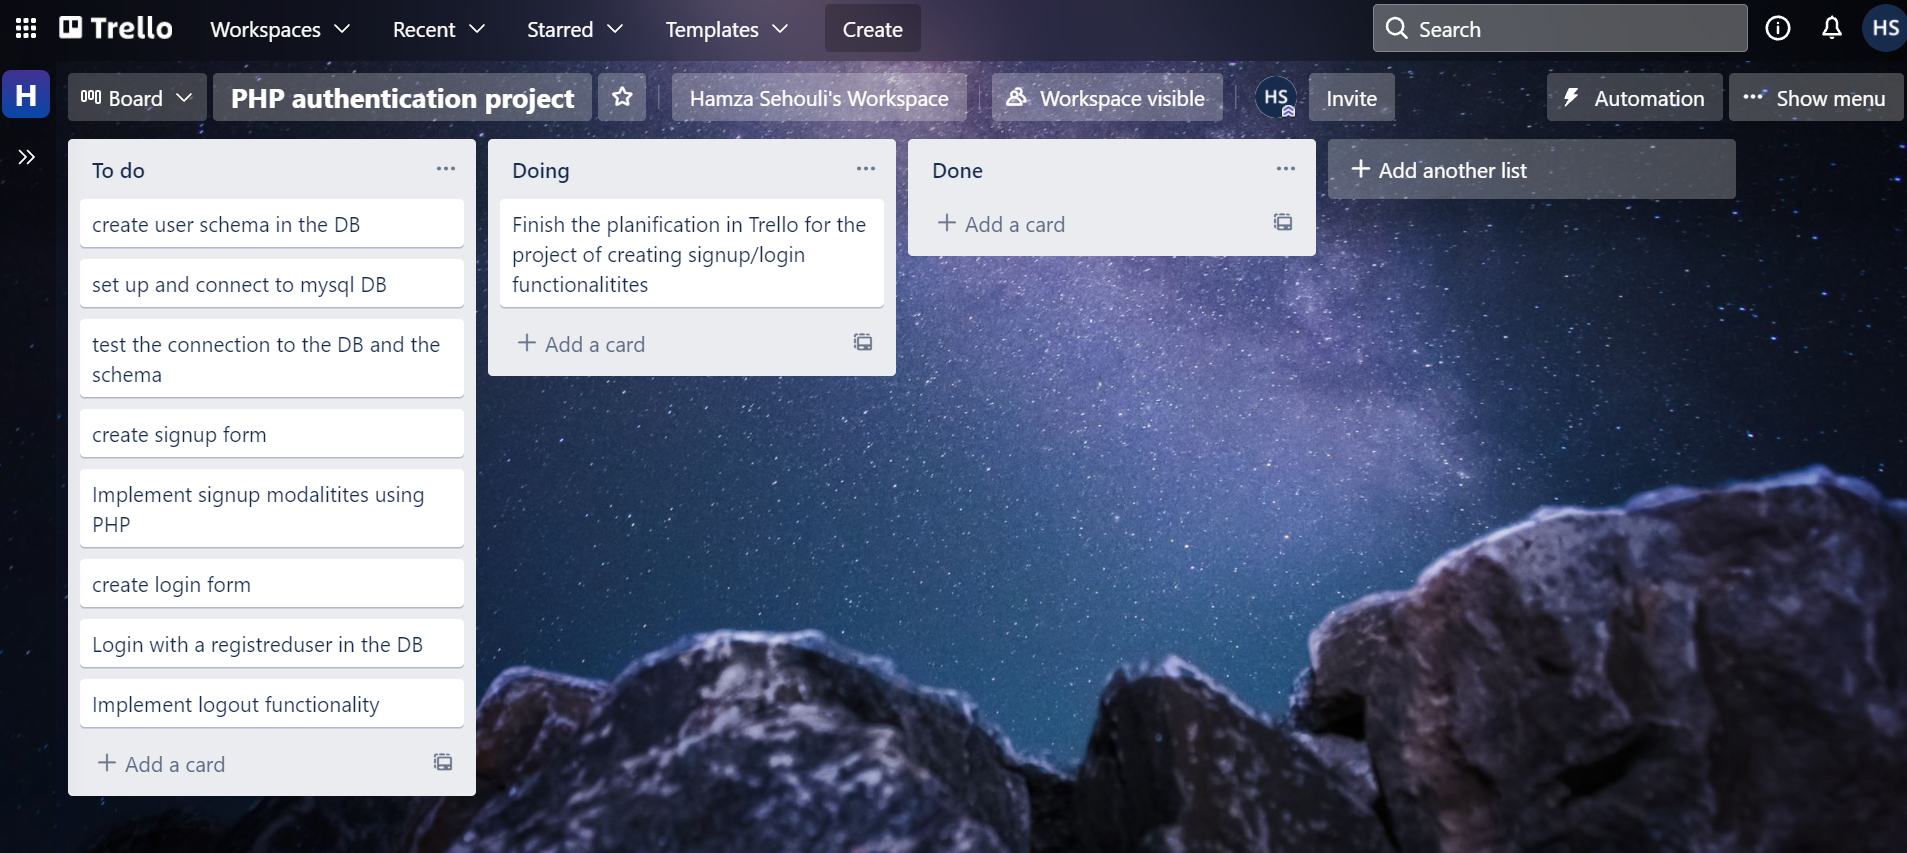 Trello
Workspaces
Recent
Starred
Templates
Create
Search
HS
H
Board
PHP authentication project
Hamza Sehouli's Workspace
Workspace visible
HS
Invite
Automation
Show menu
To do
create user schema in the DB
set up and connect to mysql DB
test the connection to the DB and the
schema
create signup form
Implement signup modalitites using
PHP
create login form
Login with a registreduser in the DB
Implement logout functionality
Add a card
Doing
Finish the planification in Trello for the
project of creating signup/login
functionalitites
Add a card
Done
Add a card
Add another list